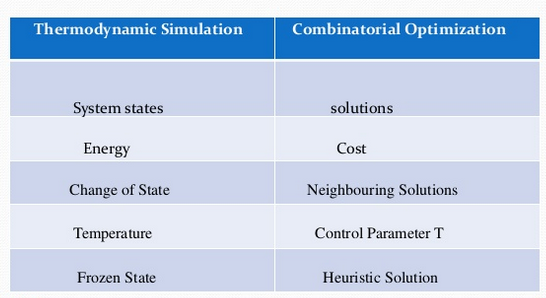 Thermodynamic Simulation Combinatorial Optimization
System states solutions
Energy Cost
Change of State Neighbouring Solutions
Temperature Control Parameter T
Frozen State Heuristic Solution